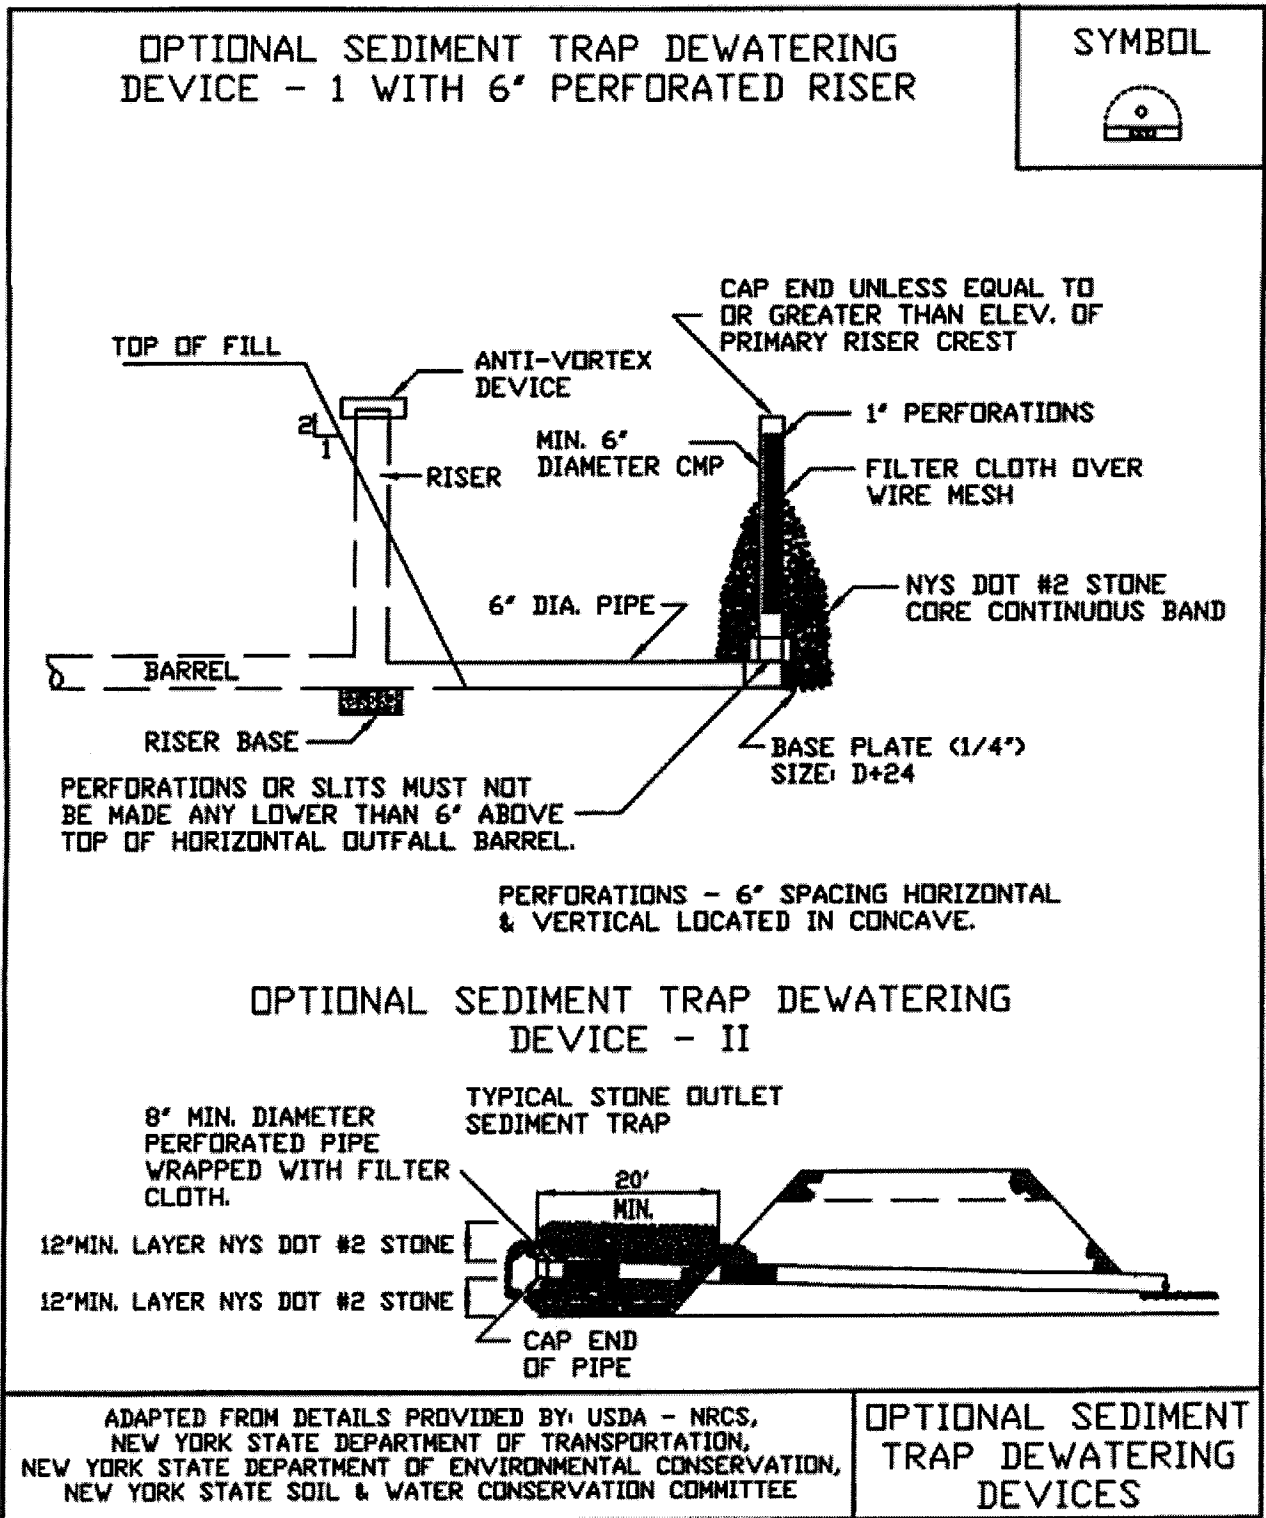 OPTIONAL SEDIMENT TRAP DEWATERING
DEVICE - 1 WITH 6" PERFORATED RISER
SYMBOL
CAP END UNLESS EQUAL TO
OR GREATER THAN ELEV. OF
PRIMARY RISER CREST
TOP OF FILL
ANTI-VORTEX
DEVICE
2
1
RISER
MIN. 6"
DIAMETER CMP
1" PERFORATIONS
FILTER CLOTH OVER
WIRE MESH
NYS DOT #2 STONE
CORE CONTINUOUS BAND
6" DIA. PIPE
BARREL
RISER BASE
BASE PLATE (1/4")
SIZE: D+24
PERFORATIONS OR SLITS MUST NOT
BE MADE ANY LOWER THAN 6" ABOVE
TOP OF HORIZONTAL OUTFALL BARREL.
PERFORATIONS - 6" SPACING HORIZONTAL
& VERTICAL LOCATED IN CONCAVE.
OPTIONAL SEDIMENT TRAP DEWATERING
DEVICE - II
TYPICAL STONE OUTLET
SEDIMENT TRAP
8" MIN. DIAMETER
PERFORATED PIPE
WRAPPED WITH FILTER
CLOTH.
20'
MIN.
12"MIN. LAYER NYS DOT #2 STONE
12"MIN. LAYER NYS DOT #2 STONE
CAP END
OF PIPE
ADAPTED FROM DETAILS PROVIDED BY: USDA - NRCS,
NEW YORK STATE DEPARTMENT OF TRANSPORTATION,
NEW YORK STATE DEPARTMENT OF ENVIRONMENTAL CONSERVATION,
NEW YORK STATE SOIL & WATER CONSERVATION COMMITTEE
OPTIONAL SEDIMENT
TRAP DEWATERING
DEVICES